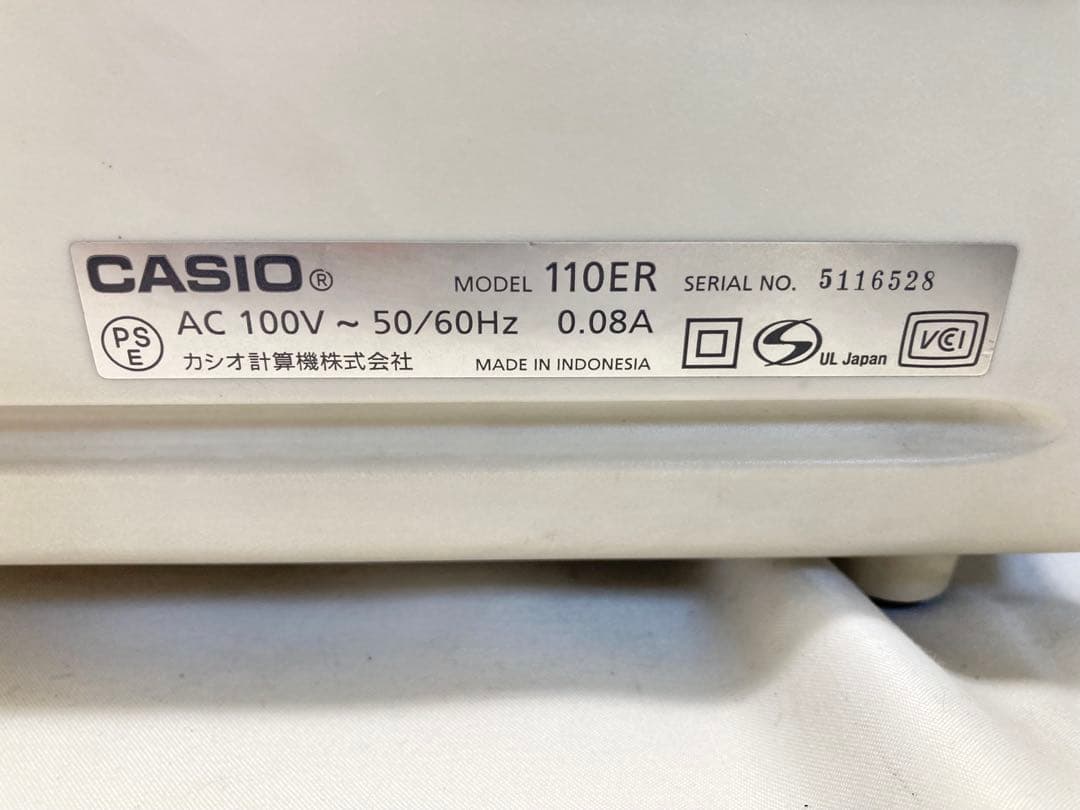 CASIO® MODEL 110ER SERIAL NO. 5116528
PS E AC 100V ~ 50/60Hz 0.08A
カシオ計算機株式会社 MADE IN INDONESIA UL Japan VCI